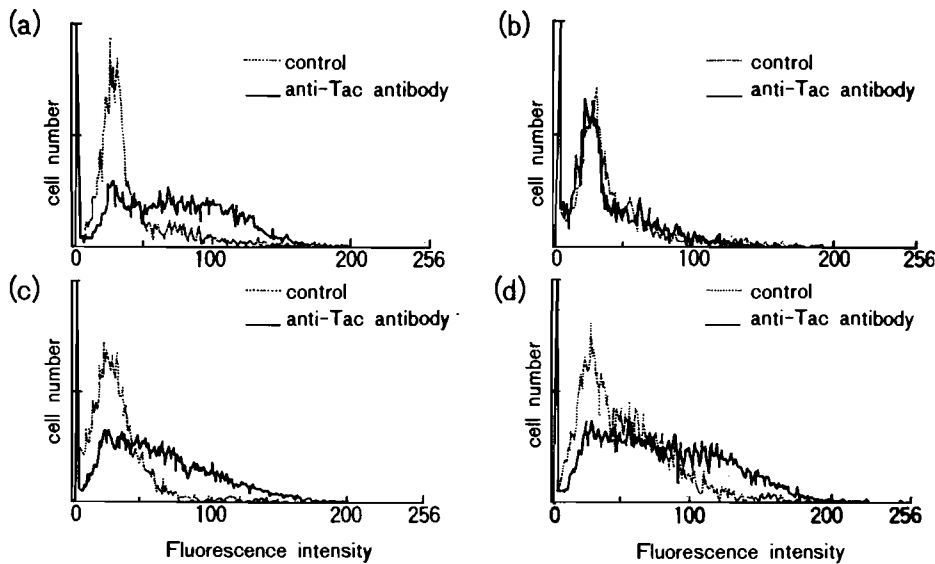 (a)
control
anti-Tac antibody
cell number
0 100 200 256
(b)
control
anti-Tac antibody
cell number
0 100 200 256
(c)
control
anti-Tac antibody
cell number
0 100 200 256
Fluorescence intensity
(d)
control
anti-Tac antibody
cell number
0 100 200 256
Fluorescence intensity